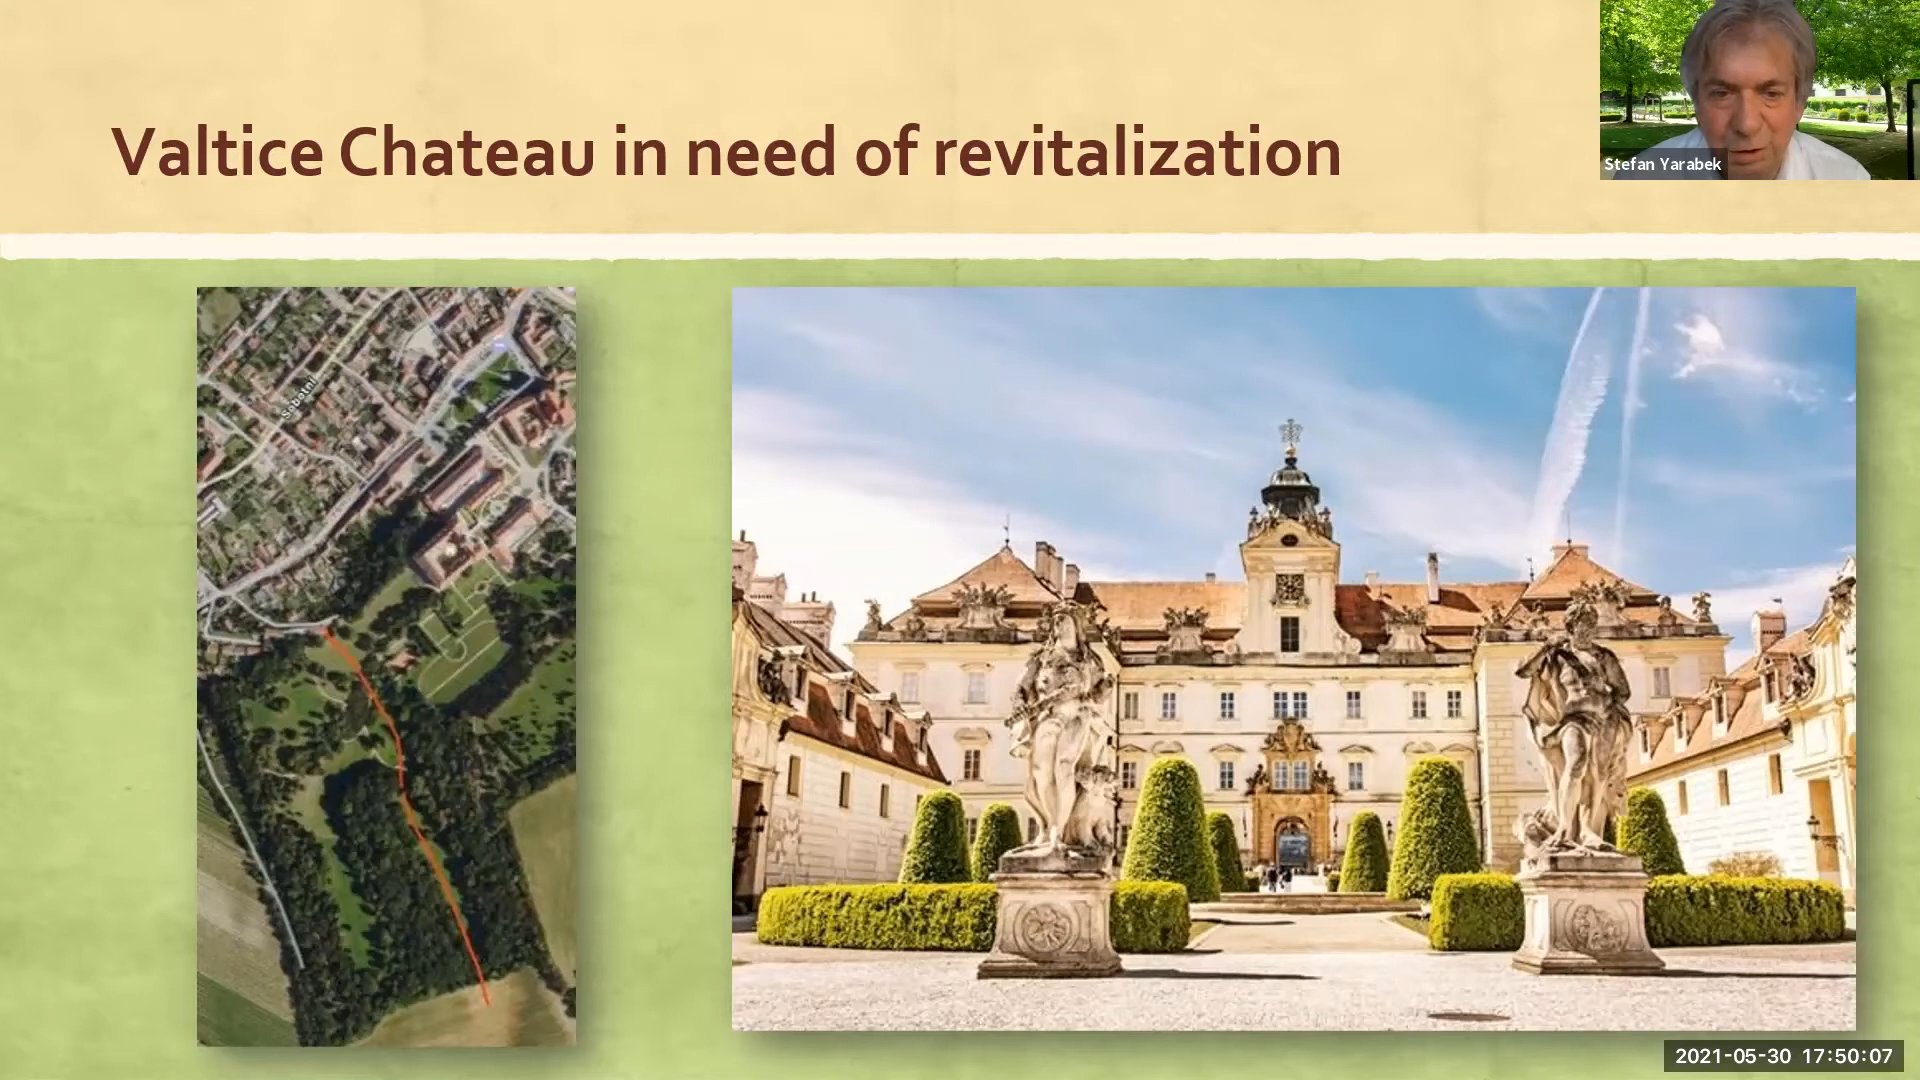 Valtice Chateau in need of revitalization
Stefan Yarabek
Sobotní
2021-05-30 17:50:07